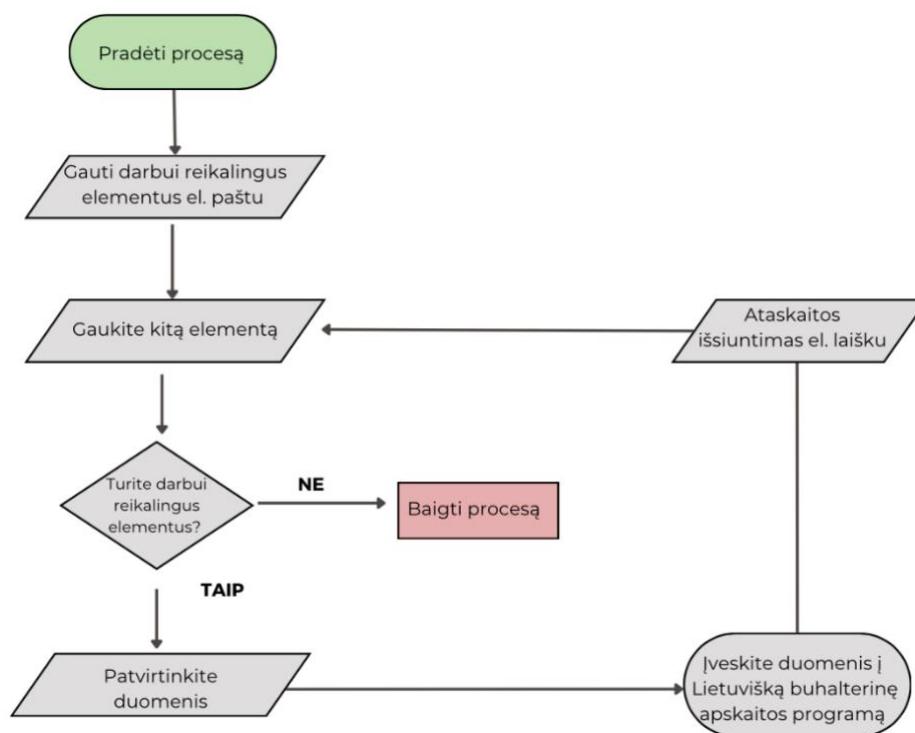 Pradėti procesą
Gauti darbui reikalingus
elementus el. paštu
Gaukite kitą elementą
Ataskaitos
išsiuntimas el. laišku
Turite darbui
reikalingus
elementus?
NE
Baigti procesą
TAIP
Patvirtinkite
duomenis
Įveskite duomenis į
Lietuvišką buhalterinę
apskaitos programą